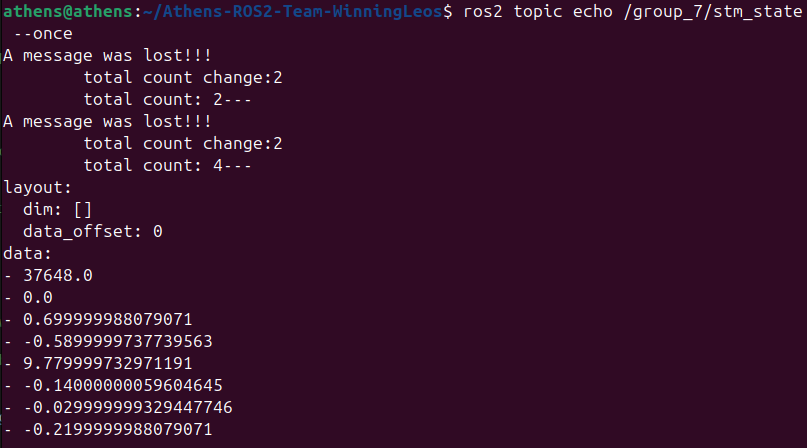 athens@athens:~/Athens-ROS2-Team-WinningLeos$ ros2 topic echo /group_7/stm_state
 --once
A message was lost!!!
        total count change:2
        total count: 2---
A message was lost!!!
        total count change:2
        total count: 4---
layout:
  dim: []
  data_offset: 0
data:
- 37648.0
- 0.0
- 0.699999988079071
- -0.5899999737739563
- 9.779999732971191
- -0.14000000059604645
- -0.029999999329447746
- -0.2199999988079071